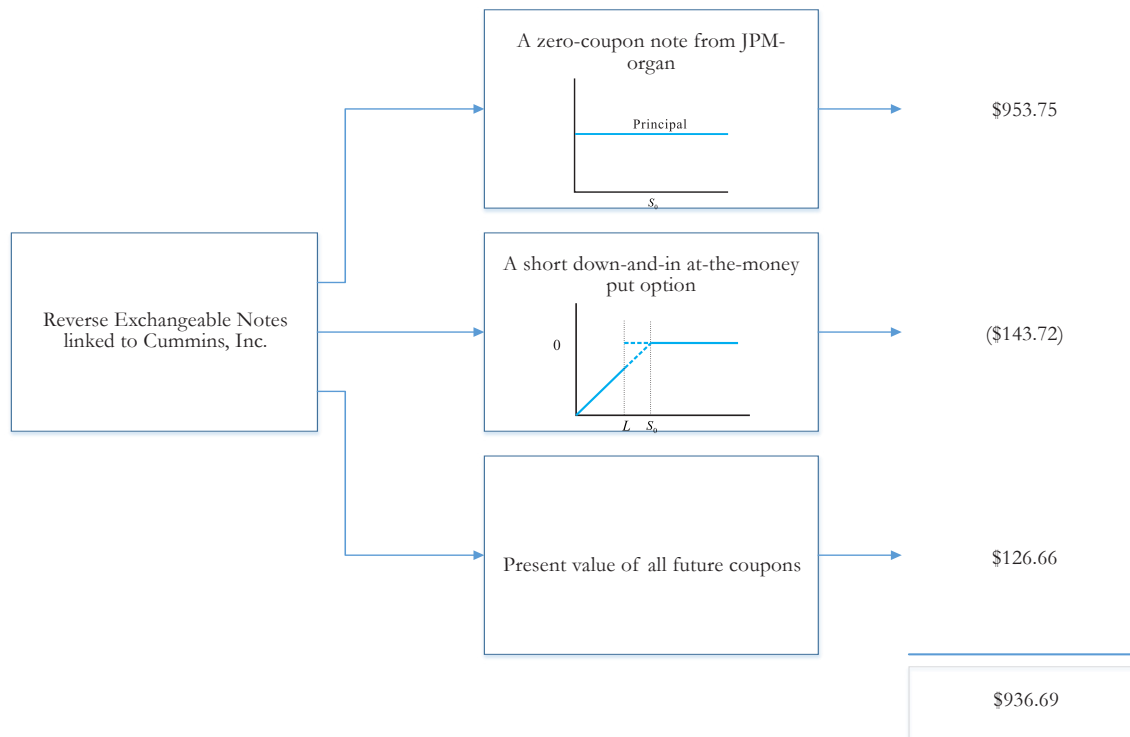 A zero-coupon note from JPM-
organ
Principal
S₀
$953.75
Reverse Exchangeable Notes
linked to Cummins, Inc.
A short down-and-in at-the-money
put option
0
L S₀
($143.72)
Present value of all future coupons
$126.66
$936.69